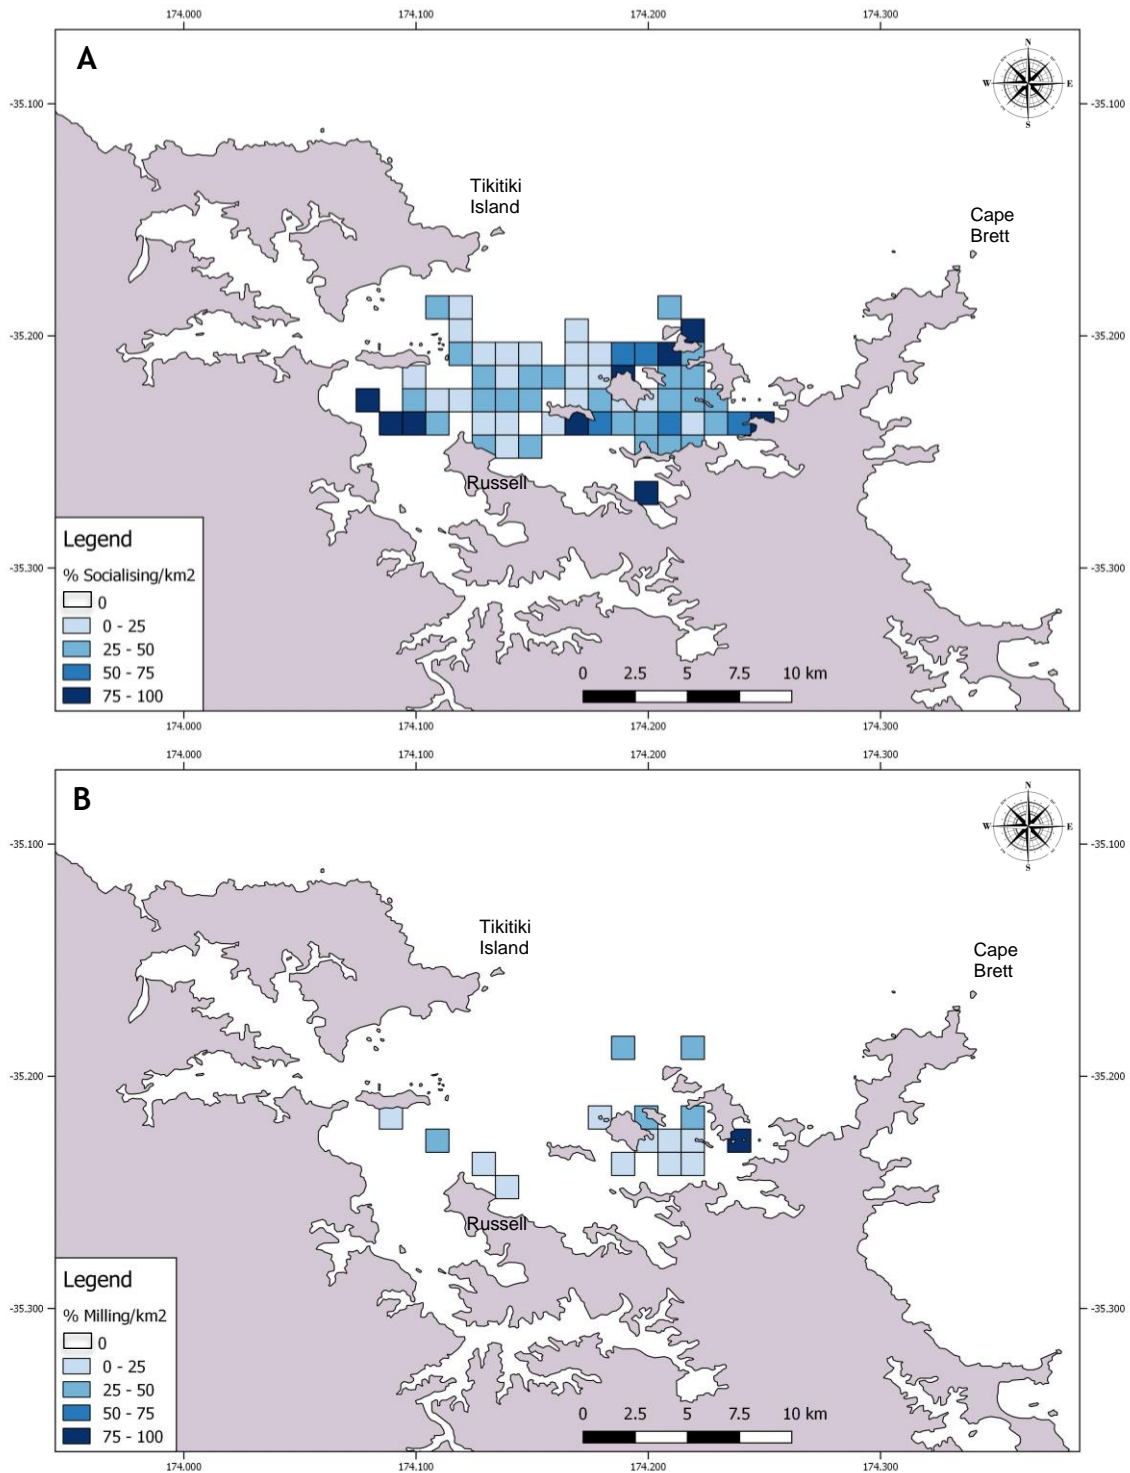 174.000 174.100 174.200 174.300
A
N
W E
S
-35.100 -35.100
Tikitiki
Island
Cape
Brett
-35.200 -35.200
Russell
Legend
% Socialising/km2
0
0 - 25
25 - 50
50 - 75
75 - 100
-35.300 -35.300
0 2.5 5 7.5 10 km
174.000 174.100 174.200 174.300
174.000 174.100 174.200 174.300
B
N
W E
S
-35.100 -35.100
Tikitiki
Island
Cape
Brett
-35.200 -35.200
Russell
Legend
% Milling/km2
0
0 - 25
25 - 50
50 - 75
75 - 100
-35.300 -35.300
0 2.5 5 7.5 10 km
174.000 174.100 174.200 174.300